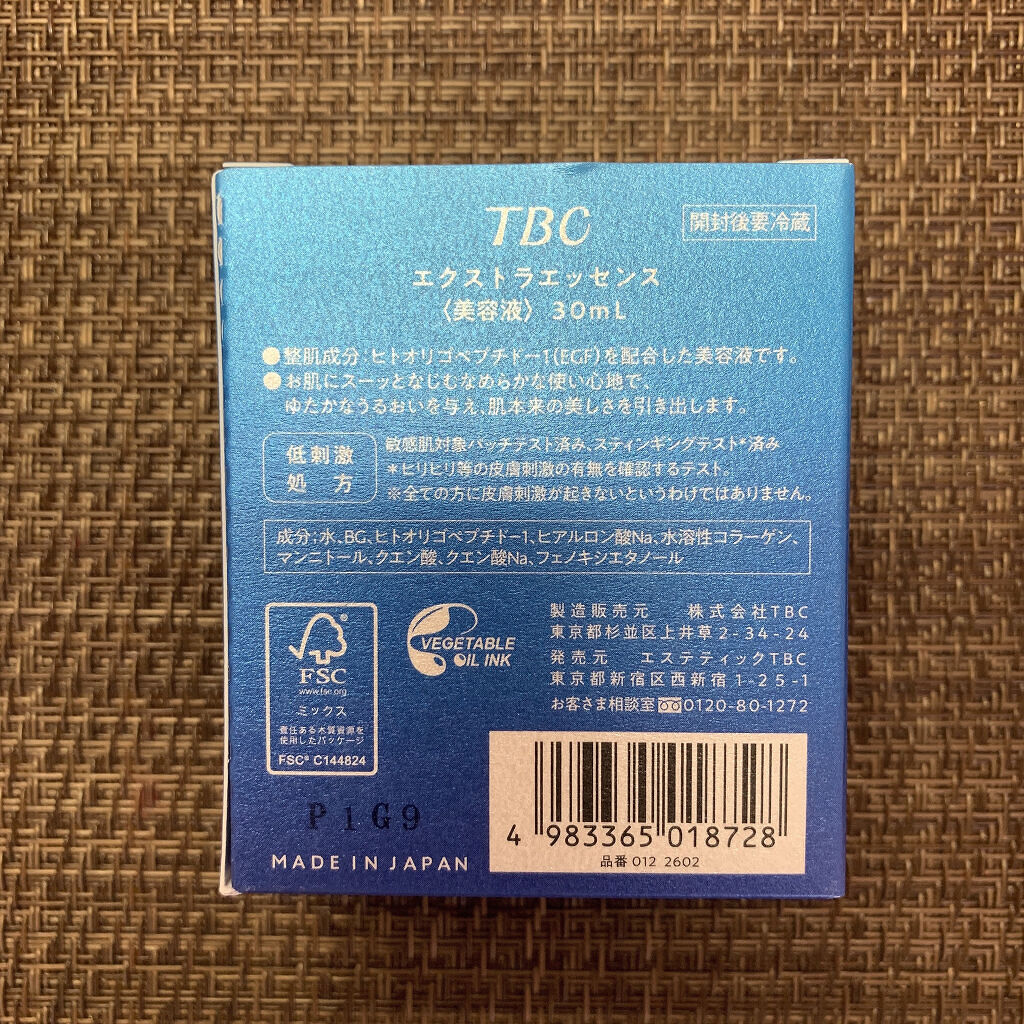 TBC
開封後要冷蔵
エクストラエッセンス
〈美容液〉 30mL
●整肌成分:ヒトオリゴペプチドー1(EGF)を配合した美容液です。
●お肌にスーッとなじむなめらかな使い心地で、
ゆたかなうるおいを与え、肌本来の美しさを引き出します。
低刺激
処方
敏感肌対象パッチテスト済み、スティンギングテスト*済み
*ヒリヒリ等の皮膚刺激の有無を確認するテスト。
※全ての方に皮膚刺激が起きないというわけではありません。
成分:水、BG、ヒトオリゴペプチドー1、ヒアルロン酸Na、水溶性コラーゲン、
マンニトール、クエン酸、クエン酸Na、フェノキシエタノール
FSC
www.fsc.org
ミックス
責任ある木質資源を
使用したパッケージ
FSC® C144824
VEGETABLE
OIL INK
製造販売元 株式会社TBC
東京都杉並区上井草2-34-24
発売元 エステティックTBC
東京都新宿区西新宿1-25-1
お客さま相談室 0120-80-1272
P1G9
MADE IN JAPAN
4 983365 018728
品番 012 2602